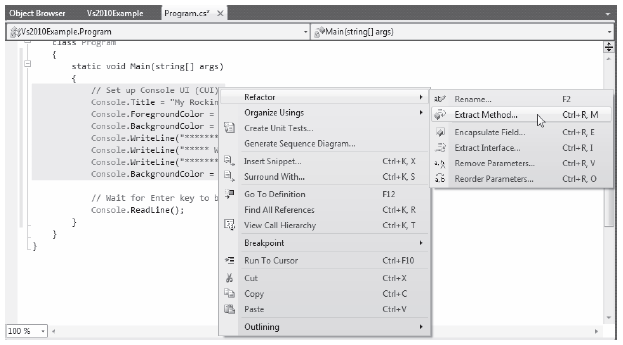 Object Browser Vs2010Example Program.cs* ×
Vs2010Example.Program Main(string[] args)
class Program
{
static void Main(string[] args)
{
// Set up Console UI (CUI)
Console.Title = "My Rockin
Console.ForegroundColor =
Console.BackgroundColor =
Console.WriteLine("*******
Console.WriteLine("***** W
Console.WriteLine("*******
Console.BackgroundColor =
// Wait for Enter key to b
Console.ReadLine();
}
}
}
Refactor
Organize Usings
Create Unit Tests...
Generate Sequence Diagram...
Insert Snippet... Ctrl+K, X
Surround With... Ctrl+K, S
Go To Definition F12
Find All References Ctrl+K, R
View Call Hierarchy Ctrl+K, T
Breakpoint
Run To Cursor Ctrl+F10
Cut Ctrl+X
Copy Ctrl+C
Paste Ctrl+V
Outlining
Rename... F2
Extract Method... Ctrl+R, M
Encapsulate Field... Ctrl+R, E
Extract Interface... Ctrl+R, I
Remove Parameters... Ctrl+R, V
Reorder Parameters... Ctrl+R, O
100 %